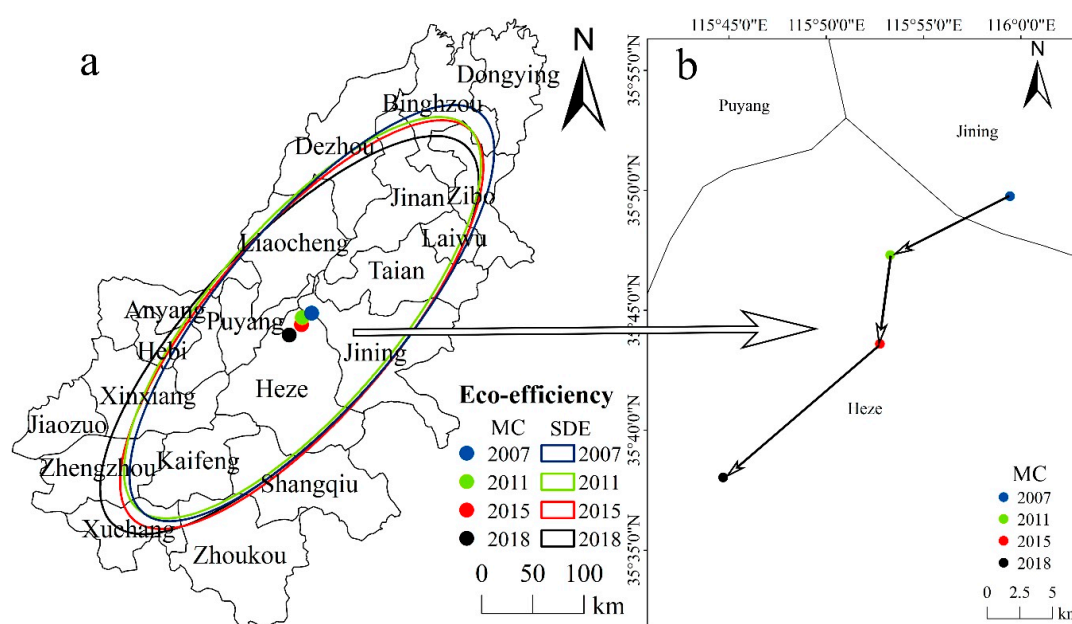 a
N
Dongying
Binghzou
Dezhou
Jinan
Zibo
Liaocheng
Laiwu
Taian
Anyang
Puyang
Hebi
Jining
Heze
Xinxiang
Jiaozuo
Zhengzhou
Kaifeng
Shangqiu
Xuchang
Zhoukou
Eco-efficiency
MC SDE
2007 2007
2011 2011
2015 2015
2018 2018
0 50 100
km
115°45'0"E 115°50'0"E 115°55'0"E 116°0'0"E
b
N
35°55'0"N
35°50'0"N
35°45'0"N
35°40'0"N
35°35'0"N
Puyang
Jining
Heze
MC
2007
2011
2015
2018
0 2.5 5
km